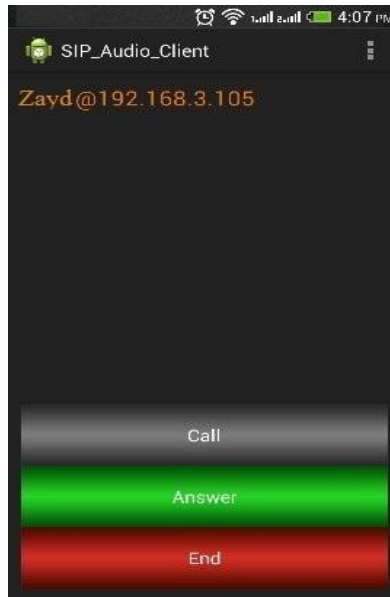 4:07 PM
SIP_Audio_Client
Zayd@192.168.3.105
Call
Answer
End